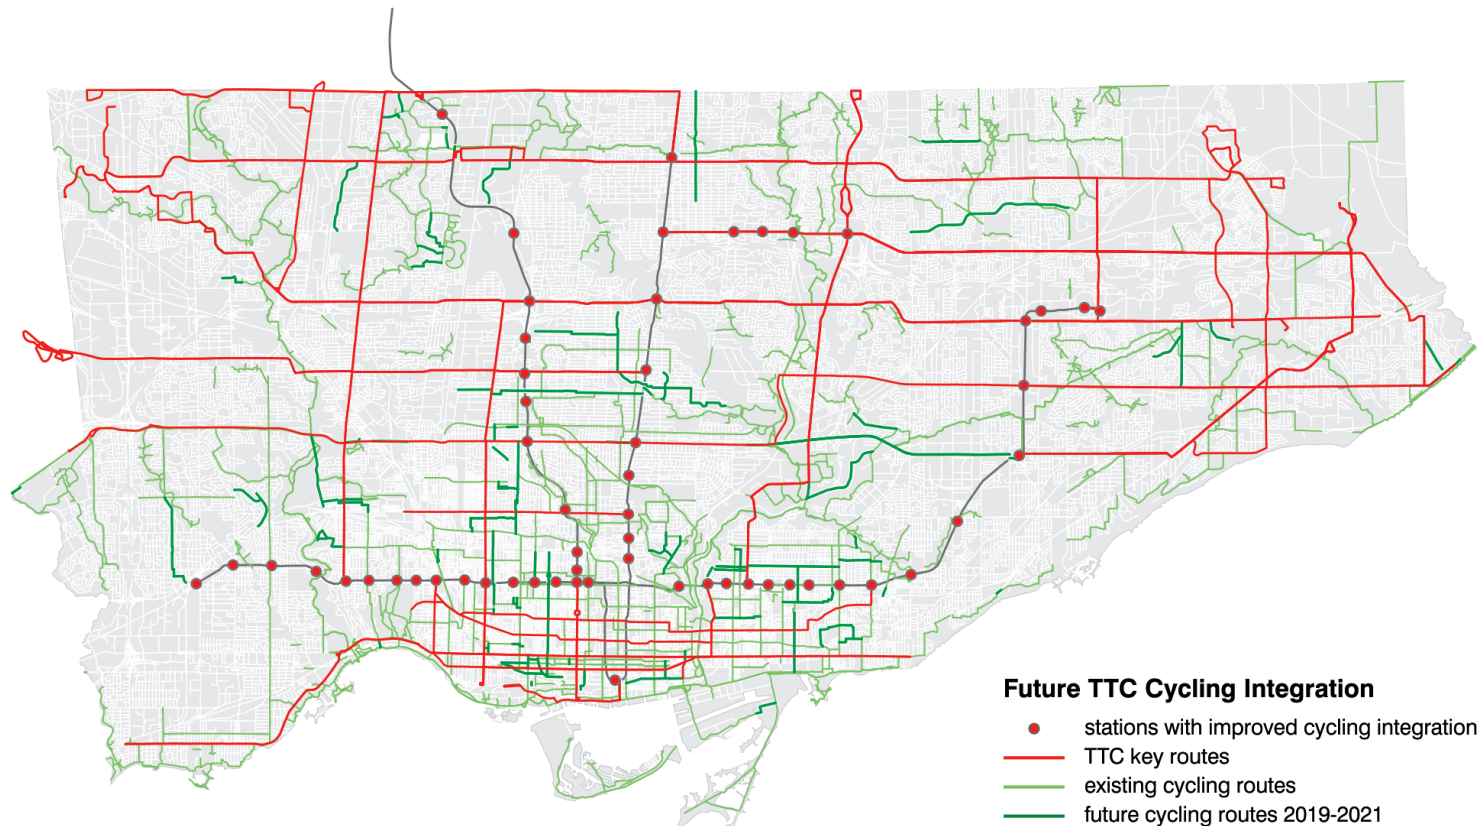 Future TTC Cycling Integration
stations with improved cycling integration
TTC key routes
existing cycling routes
future cycling routes 2019-2021